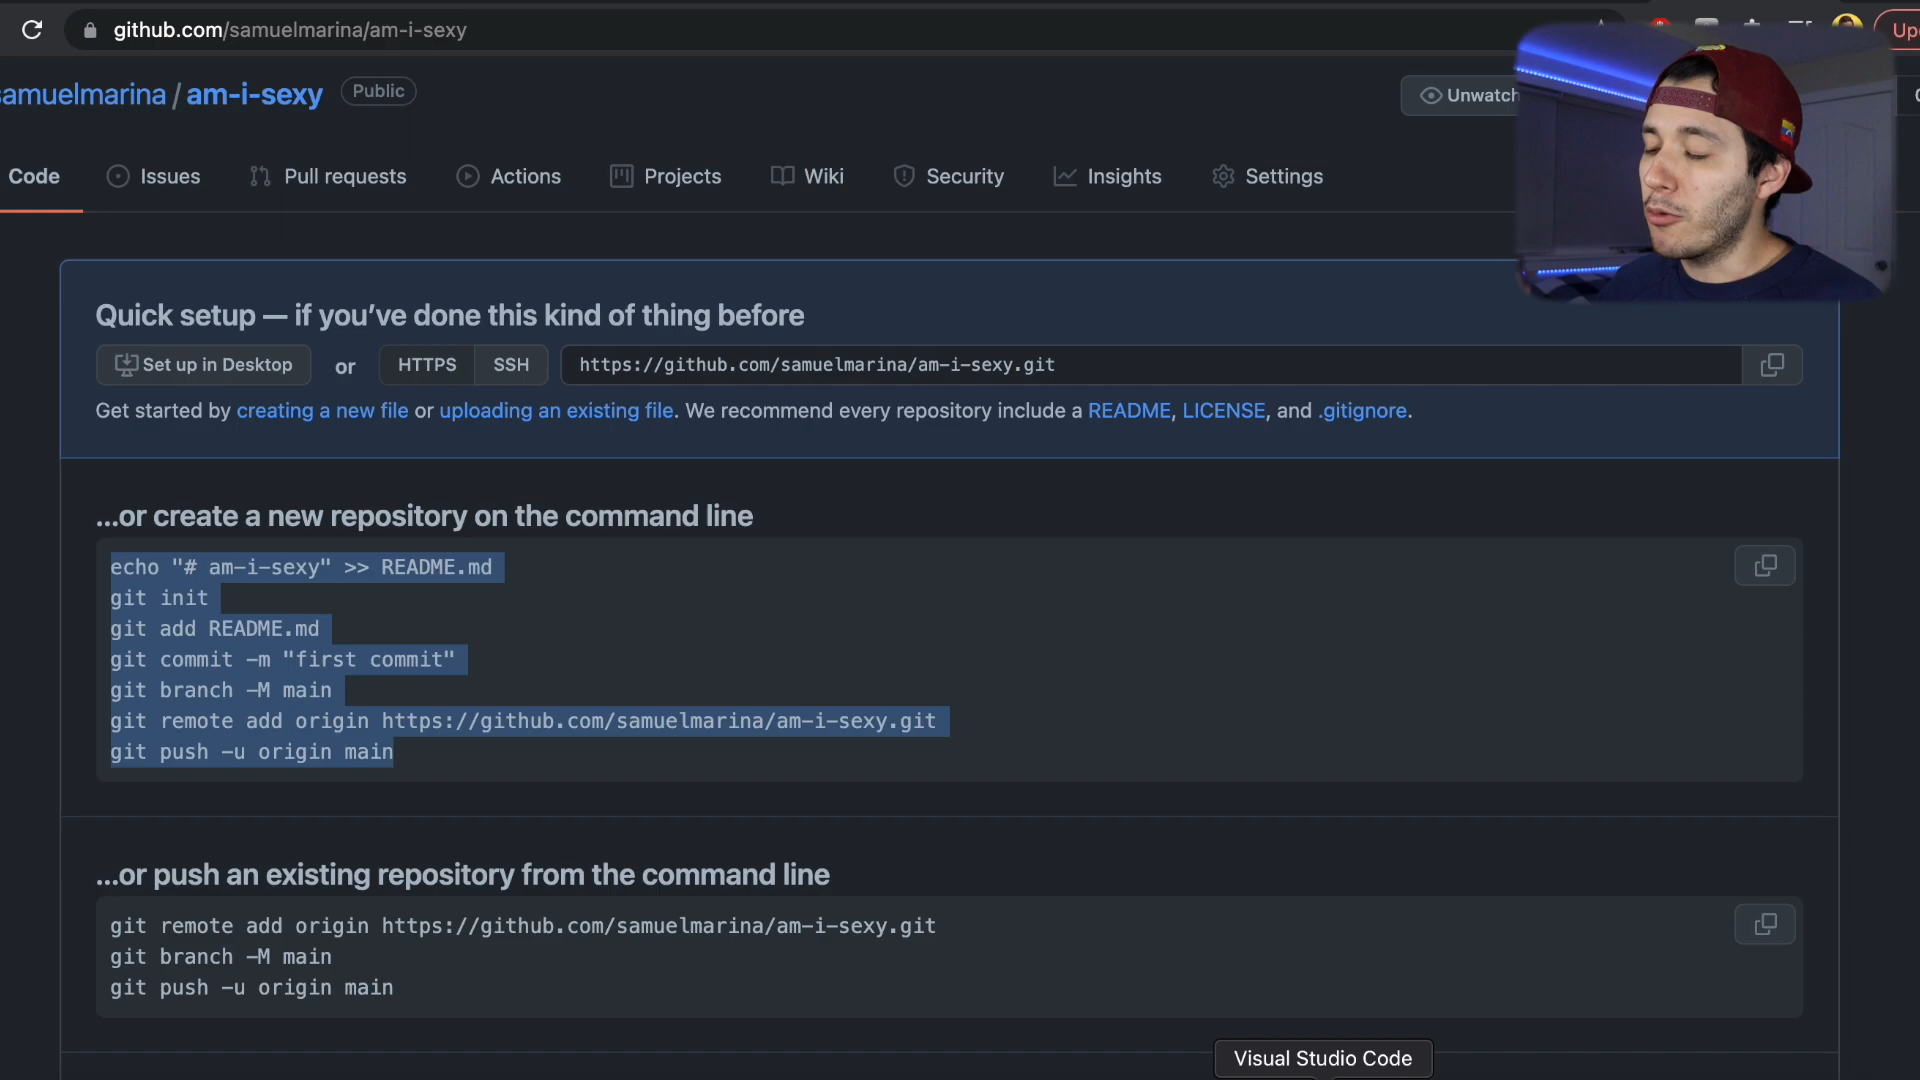 github.com/samuelmarina/am-i-sexy
samuelmarina / am-i-sexy Public
Unwatch
Code Issues Pull requests Actions Projects Wiki Security Insights Settings
Quick setup — if you’ve done this kind of thing before
Set up in Desktop or HTTPS SSH https://github.com/samuelmarina/am-i-sexy.git
Get started by creating a new file or uploading an existing file. We recommend every repository include a README, LICENSE, and .gitignore.
…or create a new repository on the command line
echo "# am-i-sexy" >> README.md
git init
git add README.md
git commit -m "first commit"
git branch -M main
git remote add origin https://github.com/samuelmarina/am-i-sexy.git
git push -u origin main
…or push an existing repository from the command line
git remote add origin https://github.com/samuelmarina/am-i-sexy.git
git branch -M main
git push -u origin main
Visual Studio Code